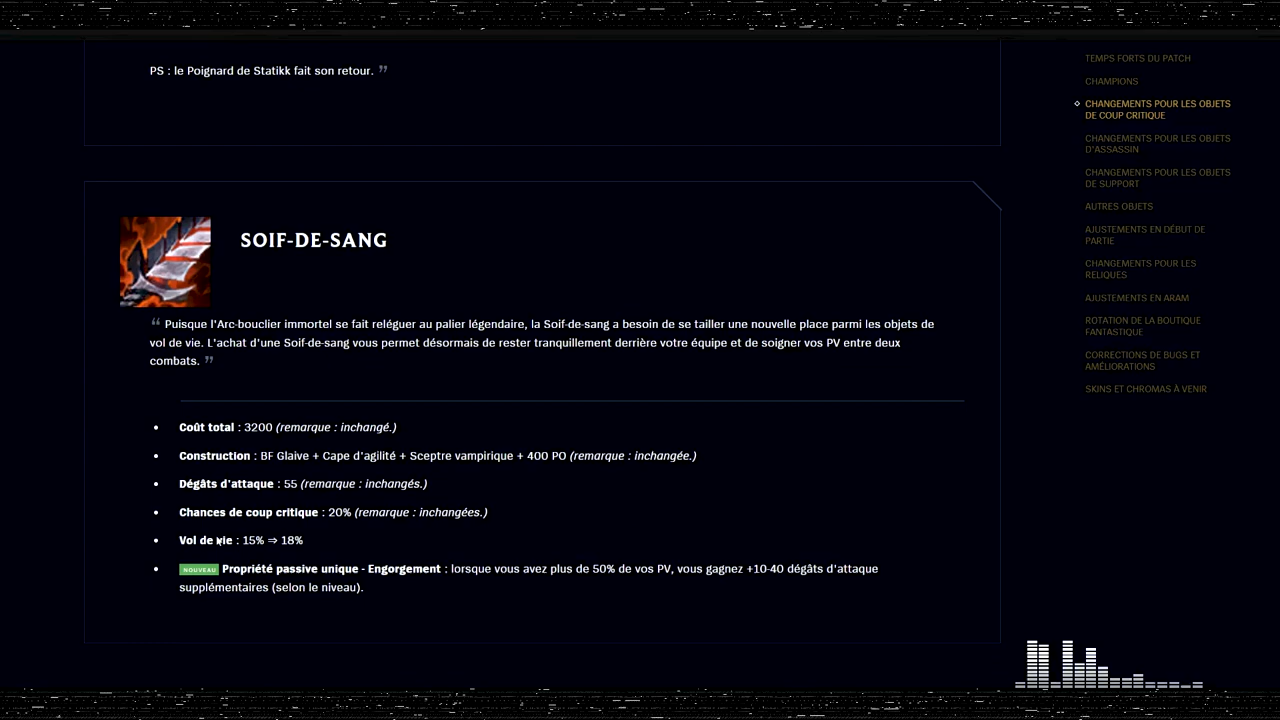 PS : le Poignard de Statikk fait son retour. ”
SOIF-DE-SANG
“ Puisque l'Arc-bouclier immortel se fait reléguer au palier légendaire, la Soif-de-sang a besoin de se tailler une nouvelle place parmi les objets de
vol de vie. L'achat d'une Soif-de-sang vous permet désormais de rester tranquillement derrière votre équipe et de soigner vos PV entre deux
combats. ”
• Coût total : 3200 (remarque : inchangé.)
• Construction : BF Glaive + Cape d'agilité + Sceptre vampirique + 400 PO (remarque : inchangée.)
• Dégâts d'attaque : 55 (remarque : inchangés.)
• Chances de coup critique : 20% (remarque : inchangées.)
• Vol de vie : 15% ⇒ 18%
• NOUVEAU Propriété passive unique - Engorgement : lorsque vous avez plus de 50% de vos PV, vous gagnez +10-40 dégâts d'attaque
supplémentaires (selon le niveau).
TEMPS FORTS DU PATCH
CHAMPIONS
CHANGEMENTS POUR LES OBJETS
DE COUP CRITIQUE
CHANGEMENTS POUR LES OBJETS
D'ASSASSIN
CHANGEMENTS POUR LES OBJETS
DE SUPPORT
AUTRES OBJETS
AJUSTEMENTS EN DÉBUT DE
PARTIE
CHANGEMENTS POUR LES
RELIQUES
AJUSTEMENTS EN ARAM
ROTATION DE LA BOUTIQUE
FANTASTIQUE
CORRECTIONS DE BUGS ET
AMÉLIORATIONS
SKINS ET CHROMAS À VENIR